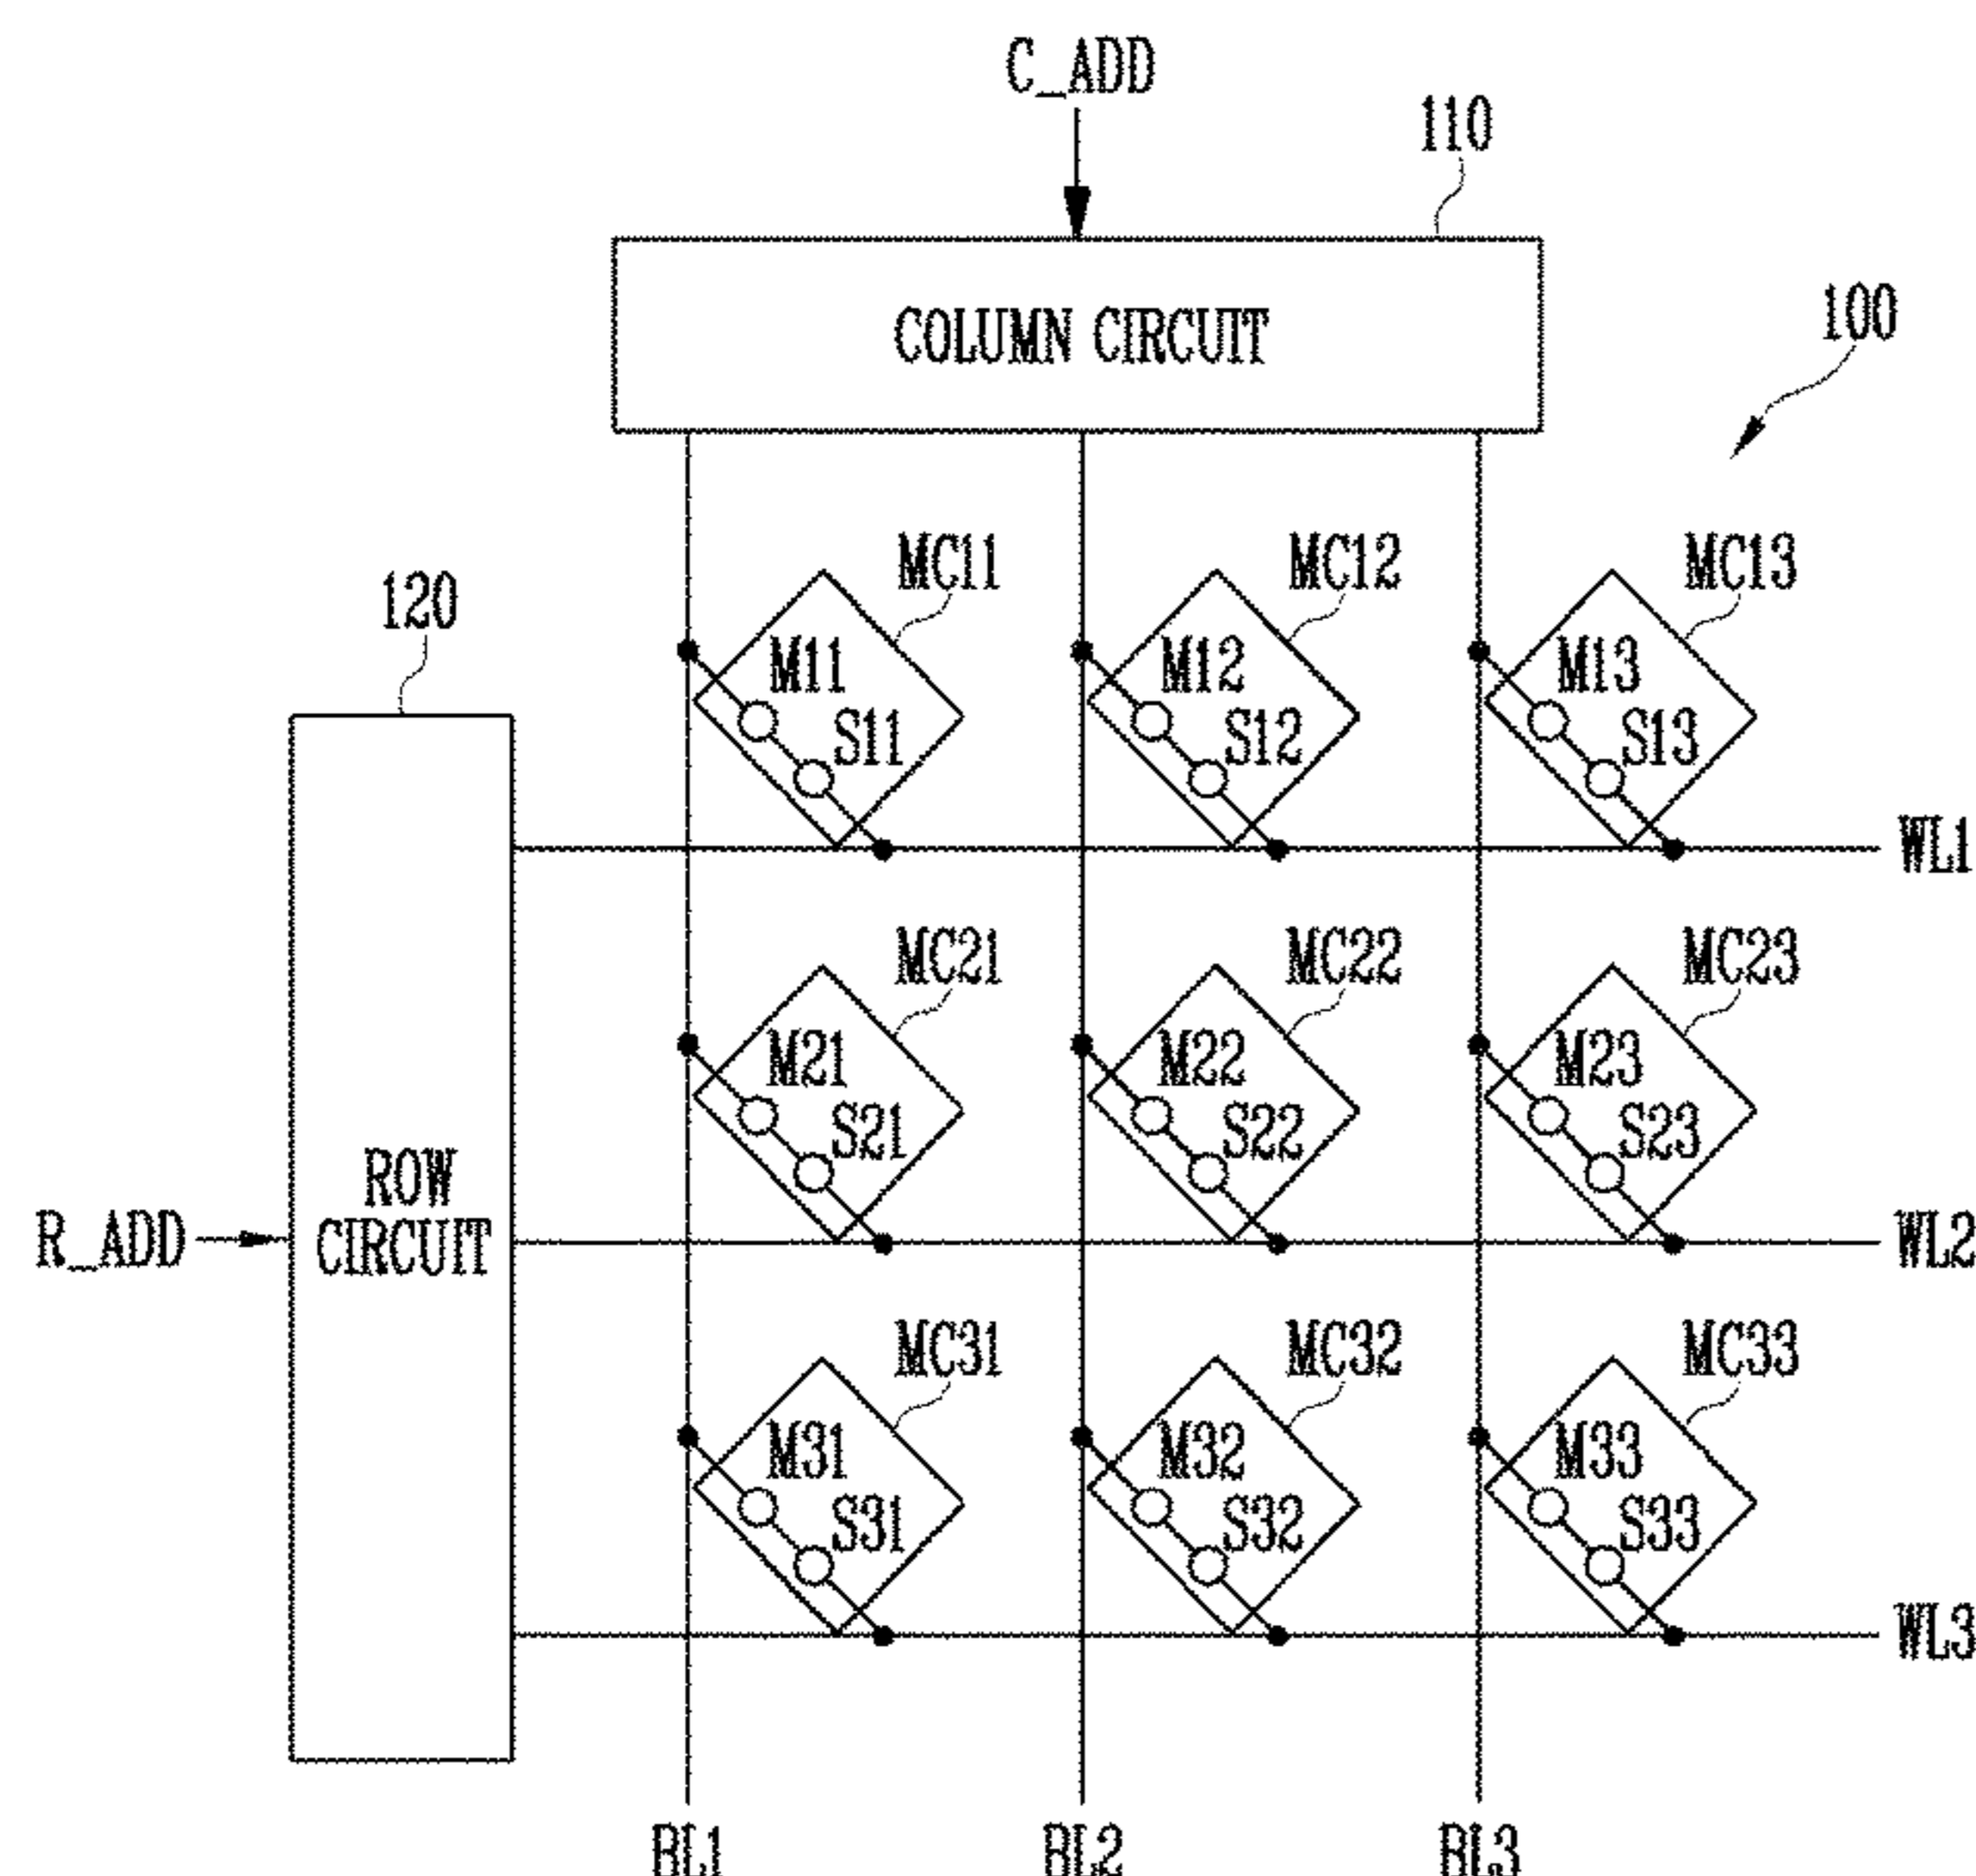 C_ADD
110
COLUMN CIRCUIT
100
MC11 MC12 MC13
120
M11 M12 M13
S11 S12 S13
WL1
MC21 MC22 MC23
M21 M22 M23
S21 S22 S23
ROW
CIRCUIT
R_ADD
WL2
MC31 MC32 MC33
M31 M32 M33
S31 S32 S33
WL3
BL1 BL2 BL3